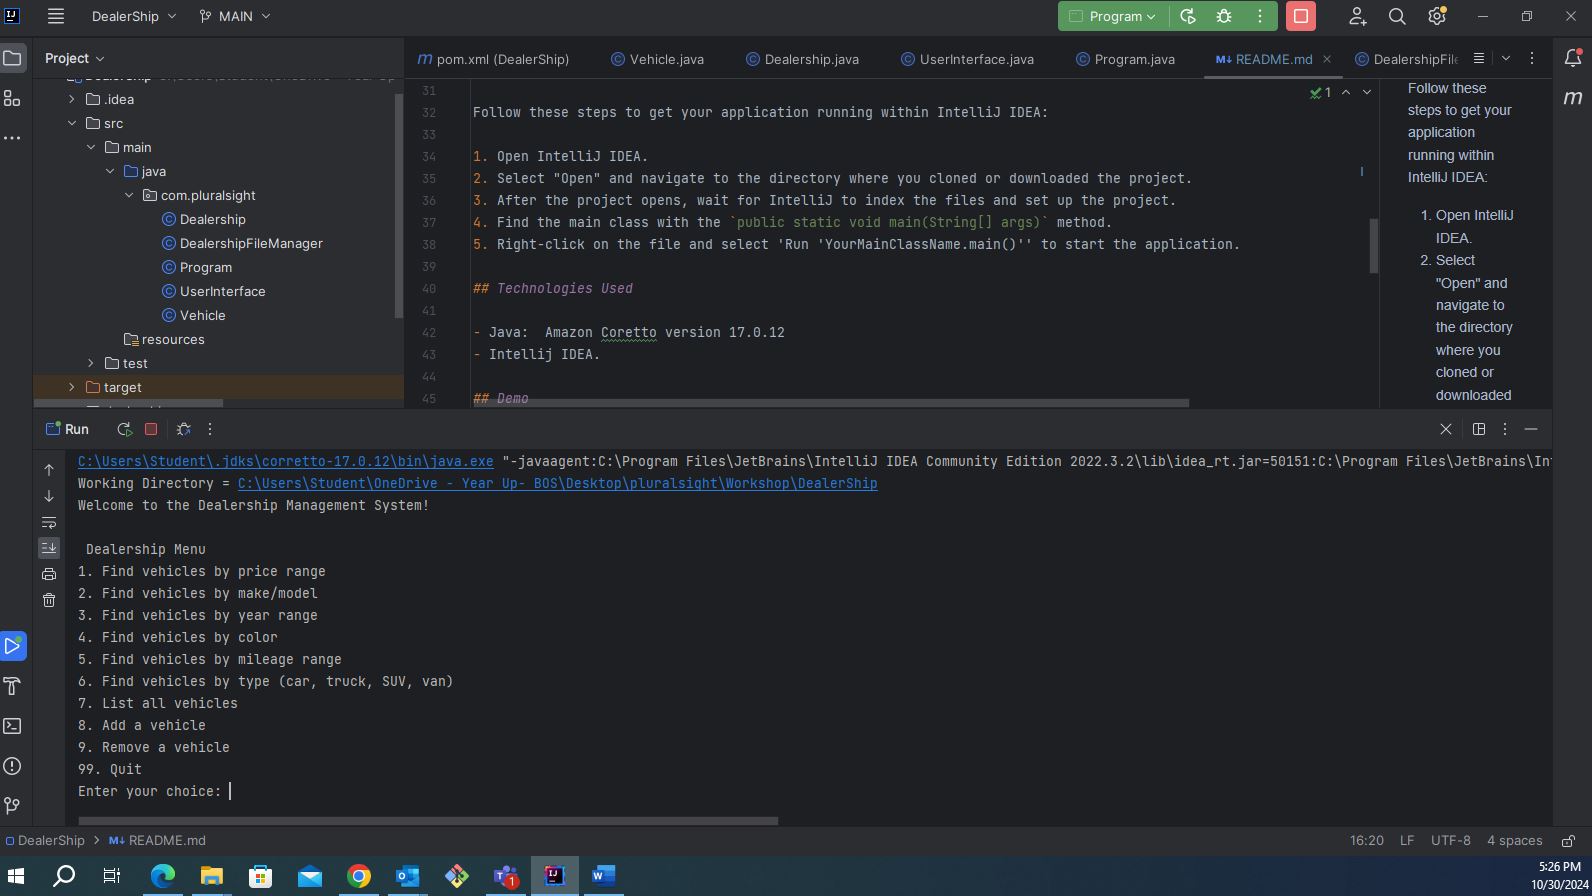 DealerShip
MAIN
Program
Project
pom.xml (DealerShip)
Vehicle.java
Dealership.java
UserInterface.java
Program.java
README.md
.idea
src
main
java
com.pluralsight
Dealership
DealershipFileManager
Program
UserInterface
Vehicle
resources
test
target
31
32 Follow these steps to get your application running within IntelliJ IDEA:
33
34 1. Open IntelliJ IDEA.
35 2. Select "Open" and navigate to the directory where you cloned or downloaded the project.
36 3. After the project opens, wait for IntelliJ to index the files and set up the project.
37 4. Find the main class with the `public static void main(String[] args)` method.
38 5. Right-click on the file and select 'Run 'YourMainClassName.main()'' to start the application.
39
40 ## Technologies Used
41
42 - Java:  Amazon Coretto version 17.0.12
43 - Intellij IDEA.
44
45 ## Demo
1
Follow these
steps to get your
application
running within
IntelliJ IDEA:
1. Open IntelliJ
IDEA.
2. Select
"Open" and
navigate to
the directory
where you
cloned or
downloaded
Run
C:\Users\Student\.jdks\corretto-17.0.12\bin\java.exe "-javaagent:C:\Program Files\JetBrains\IntelliJ IDEA Community Edition 2022.3.2\lib\idea_rt.jar=50151:C:\Program Files\JetBrains\Int
Working Directory = C:\Users\Student\OneDrive - Year Up- BOS\Desktop\pluralsight\Workshop\DealerShip
Welcome to the Dealership Management System!
Dealership Menu
1. Find vehicles by price range
2. Find vehicles by make/model
3. Find vehicles by year range
4. Find vehicles by color
5. Find vehicles by mileage range
6. Find vehicles by type (car, truck, SUV, van)
7. List all vehicles
8. Add a vehicle
9. Remove a vehicle
99. Quit
Enter your choice:
DealerShip > README.md
16:20 LF UTF-8 4 spaces
5:26 PM
10/30/2024